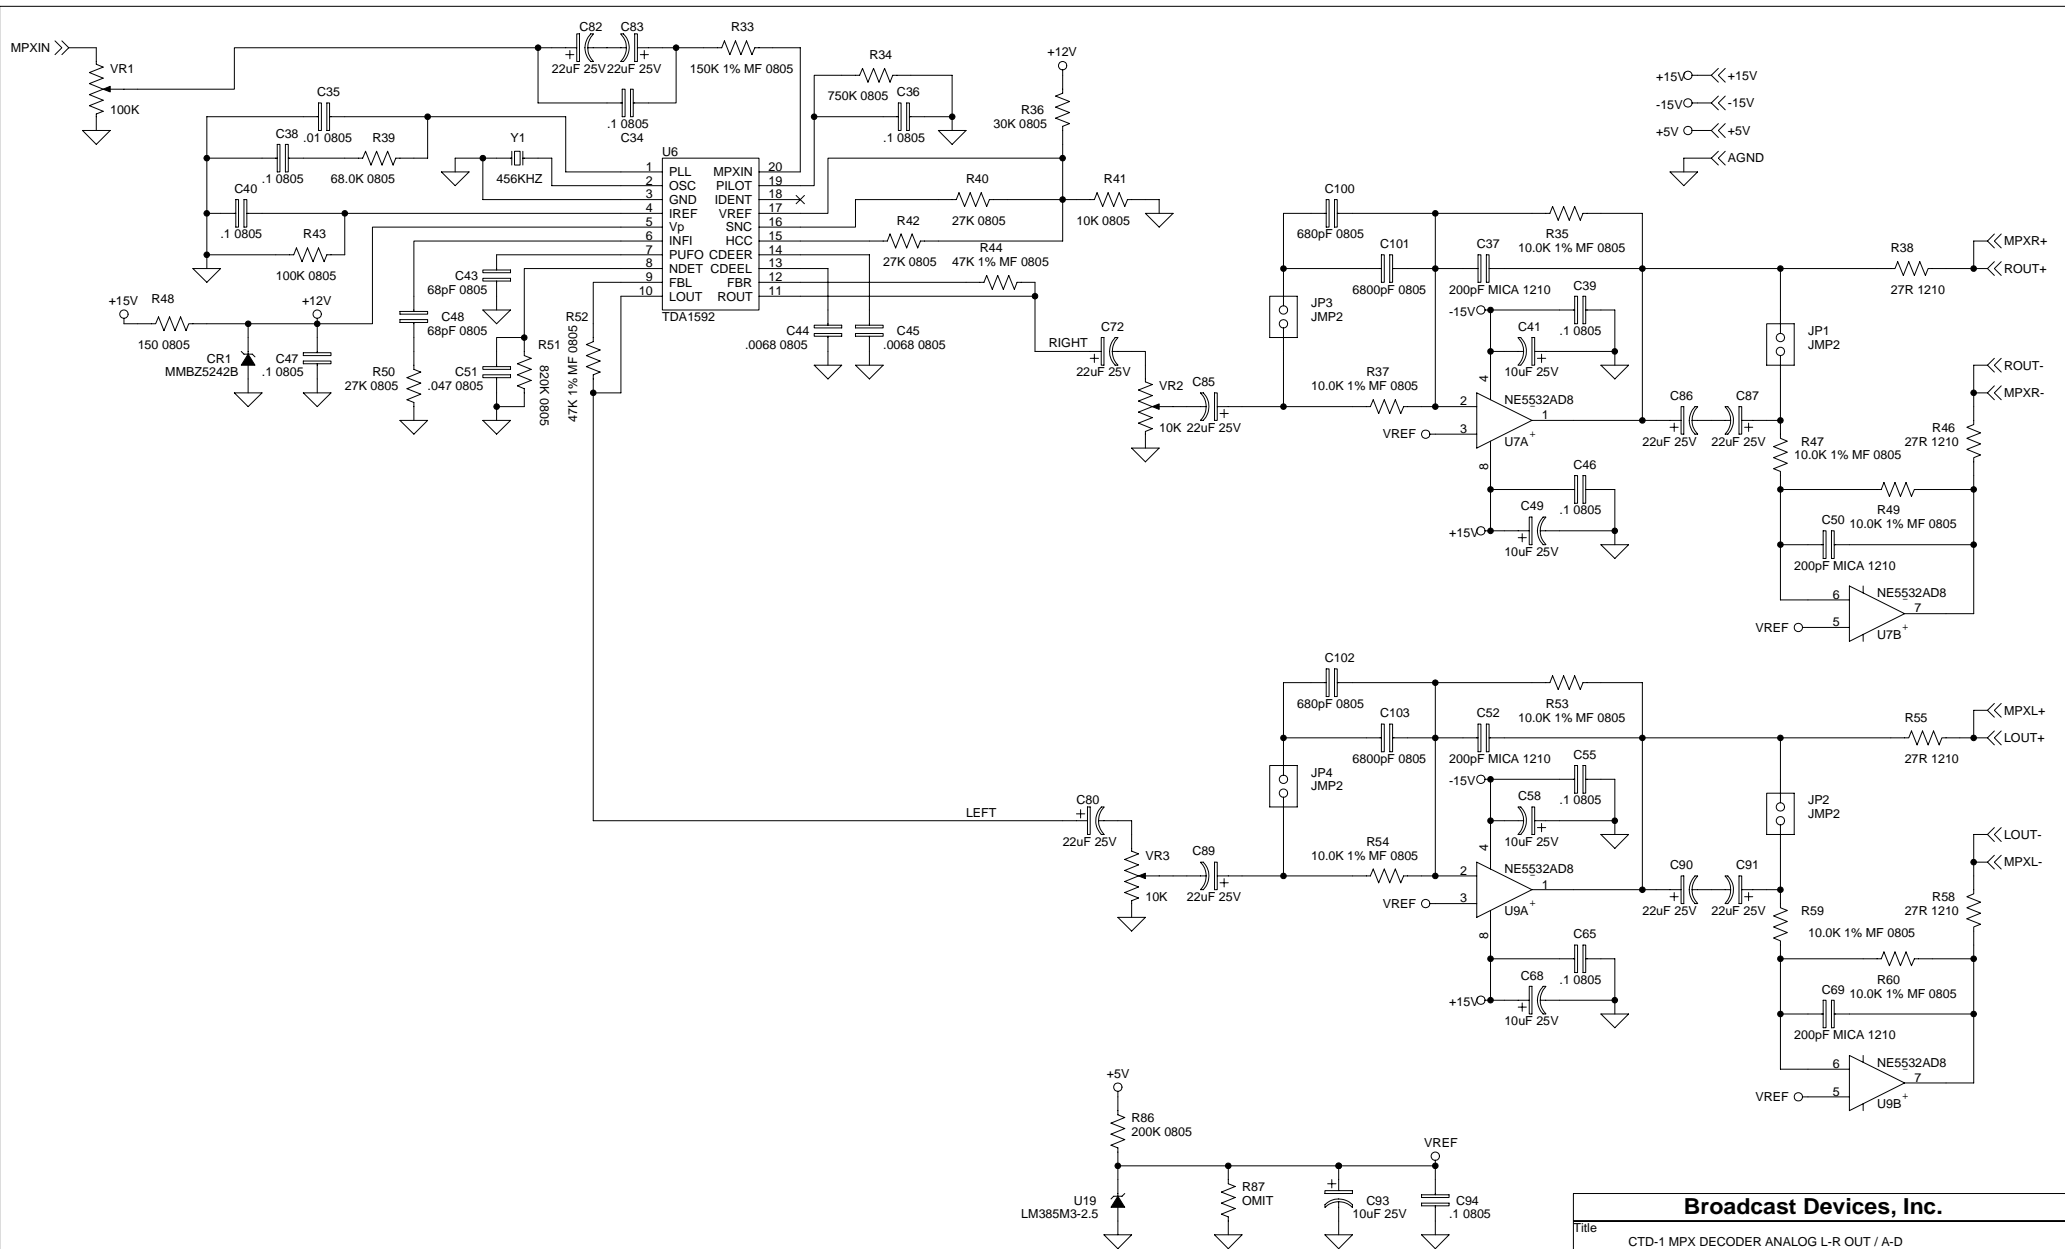 MPXIN
VR1
100K
C82
22uF 25V
C83
22uF 25V
R33
150K 1% MF 0805
.1 0805
C34
R34
750K 0805
C36
.1 0805
+12V
R36
30K 0805
+15V
+15V
-15V
-15V
+5V
+5V
AGND
C35
.01 0805
C38
.1 0805
R39
68.0K 0805
Y1
456KHZ
C40
.1 0805
R43
100K 0805
U6
1 PLL MPXIN 20
2 OSC PILOT 19
3 GND IDENT 18
4 IREF VREF 17
5 Vp SNC 16
6 INFI HCC 15
7 PUFO CDEER 14
8 NDET CDEEL 13
9 FBL FBR 12
10 LOUT ROUT 11
TDA1592
R40
27K 0805
R41
10K 0805
R42
27K 0805
R44
47K 1% MF 0805
+15V
R48
150 0805
+12V
CR1
MMBZ5242B
C47
.1 0805
C43
68pF 0805
C48
68pF 0805
R50
27K 0805
C51
.047 0805
R51
820K 0805
R52
47K 1% MF 0805
C44
.0068 0805
C45
.0068 0805
RIGHT
C72
22uF 25V
VR2
10K
C85
22uF 25V
C100
680pF 0805
C101
6800pF 0805
JP3
JMP2
R35
10.0K 1% MF 0805
C37
200pF MICA 1210
-15V
C39
.1 0805
C41
10uF 25V
R37
10.0K 1% MF 0805
4
2
3
8
1
NE5532AD8
U7A
-
+
VREF
C46
.1 0805
C49
10uF 25V
+15V
R38
27R 1210
MPXR+
ROUT+
JP1
JMP2
ROUT-
MPXR-
C86
22uF 25V
C87
22uF 25V
R46
27R 1210
R47
10.0K 1% MF 0805
R49
10.0K 1% MF 0805
C50
200pF MICA 1210
6
5
7
NE5532AD8
U7B
-
+
VREF
LEFT
C80
22uF 25V
VR3
10K
C89
22uF 25V
C102
680pF 0805
C103
6800pF 0805
JP4
JMP2
R53
10.0K 1% MF 0805
C52
200pF MICA 1210
-15V
C55
.1 0805
C58
10uF 25V
R54
10.0K 1% MF 0805
4
2
3
8
1
NE5532AD8
U9A
-
+
VREF
C65
.1 0805
C68
10uF 25V
+15V
R55
27R 1210
MPXL+
LOUT+
JP2
JMP2
LOUT-
MPXL-
C90
22uF 25V
C91
22uF 25V
R58
27R 1210
R59
10.0K 1% MF 0805
R60
10.0K 1% MF 0805
C69
200pF MICA 1210
6
5
7
NE5532AD8
U9B
-
+
VREF
+5V
R86
200K 0805
U19
LM385M3-2.5
R87
OMIT
C93
10uF 25V
VREF
C94
.1 0805
Broadcast Devices, Inc.
Title
CTD-1 MPX DECODER ANALOG L-R OUT / A-D